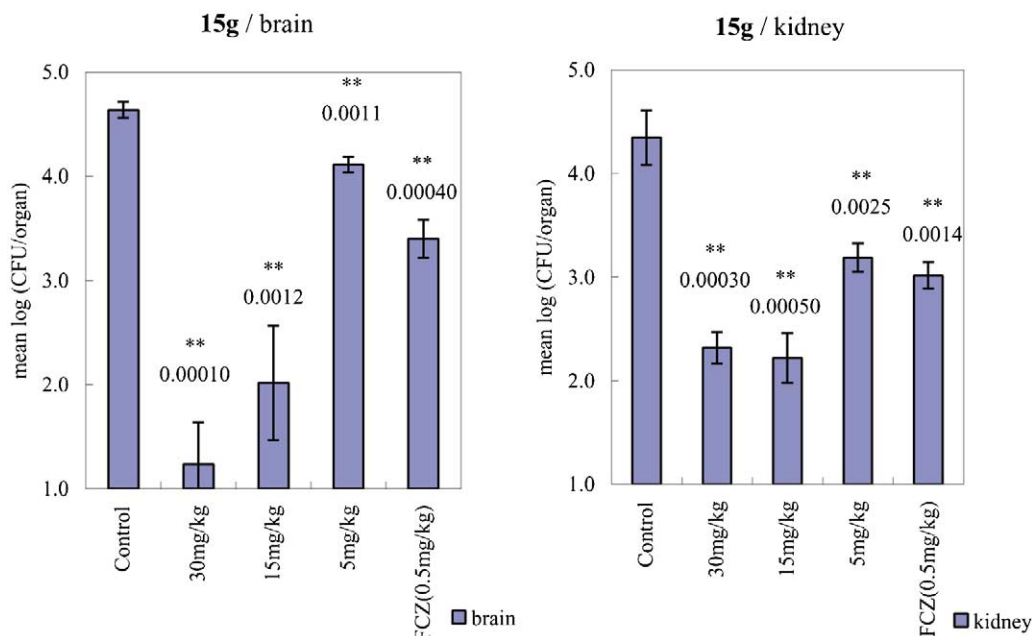 15g / brain
mean log (CFU/organ)
5.0
4.0
3.0
2.0
1.0
**
0.00010
**
0.0012
**
0.0011
**
0.00040
Control
30mg/kg
15mg/kg
5mg/kg
FCZ(0.5mg/kg)
brain
15g / kidney
mean log (CFU/organ)
5.0
4.0
3.0
2.0
1.0
**
0.00030
**
0.00050
**
0.0025
**
0.0014
Control
30mg/kg
15mg/kg
5mg/kg
FCZ(0.5mg/kg)
kidney